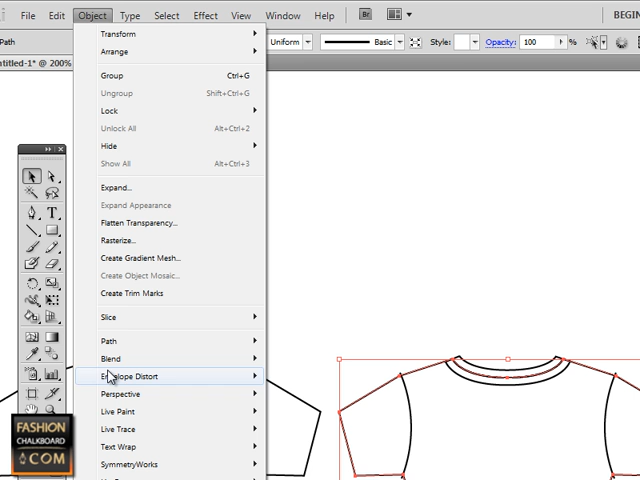 File Edit Object Type Select Effect View Window Help Br BEGIN
Path Uniform Basic Style: Opacity: 100 %
ntitled-1* @ 200%
Transform
Arrange
Group Ctrl+G
Ungroup Shift+Ctrl+G
Lock
Unlock All Alt+Ctrl+2
Hide
Show All Alt+Ctrl+3
Expand...
Expand Appearance
Flatten Transparency...
Rasterize...
Create Gradient Mesh...
Create Object Mosaic...
Create Trim Marks
Slice
Path
Blend
Envelope Distort
Perspective
Live Paint
Live Trace
Text Wrap
SymmetryWorks
FASHION
CHALKBOARD
.COM